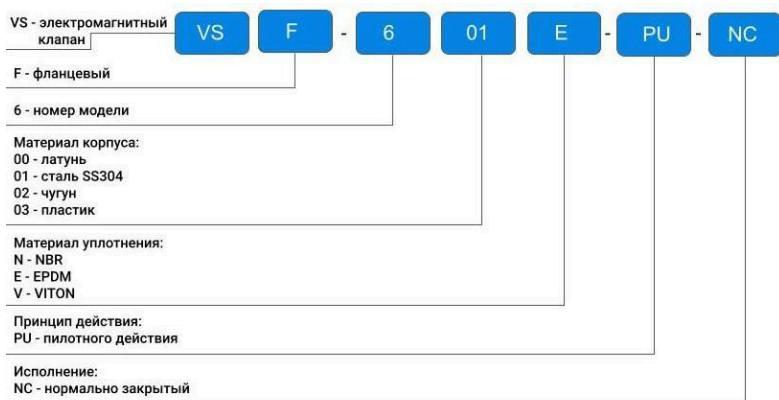 VS - электромагнитный
клапан
VS F - 6 01 E - PU - NC
F - фланцевый
6 - номер модели
Материал корпуса:
00 - латунь
01 - сталь SS304
02 - чугун
03 - пластик
Материал уплотнения:
N - NBR
E - EPDM
V - VITON
Принцип действия:
PU - пилотного действия
Исполнение:
NC - нормально закрытый